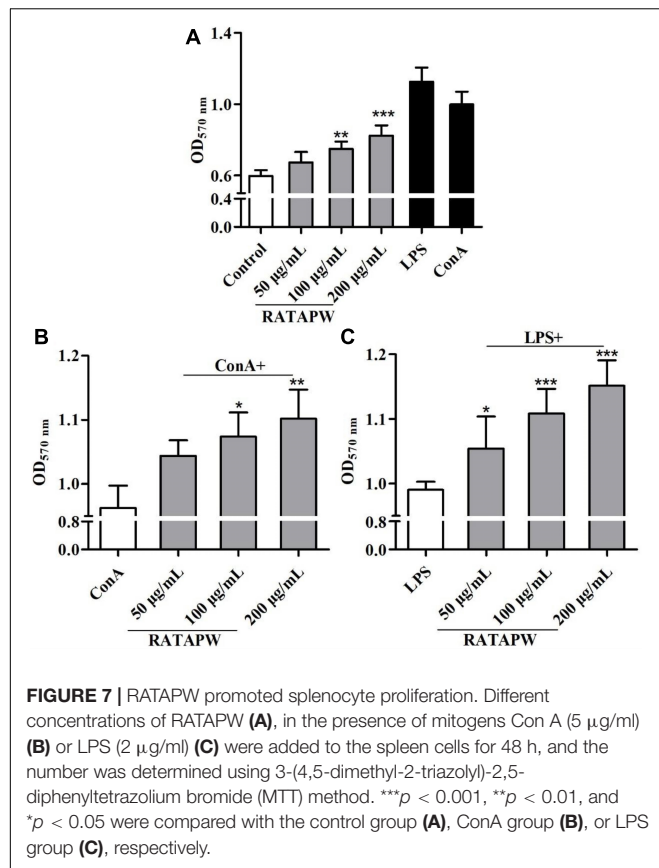 A
1.4
1.0
0.6
0.4
0.0
OD570 nm
**
***
Control
50 μg/mL
100 μg/mL
200 μg/mL
LPS
ConA
RATAPW
B
1.2
1.1
1.0
0.8
0.0
OD570 nm
ConA+
*
**
ConA
50 μg/mL
100 μg/mL
200 μg/mL
RATAPW
C
1.2
1.1
1.0
0.8
0.0
OD570 nm
LPS+
*
***
***
LPS
50 μg/mL
100 μg/mL
200 μg/mL
RATAPW
FIGURE 7 | RATAPW promoted splenocyte proliferation. Different
concentrations of RATAPW (A), in the presence of mitogens Con A (5 μg/ml)
(B) or LPS (2 μg/ml) (C) were added to the spleen cells for 48 h, and the
number was determined using 3-(4,5-dimethyl-2-triazolyl)-2,5-
diphenyltetrazolium bromide (MTT) method. ***p < 0.001, **p < 0.01, and
*p < 0.05 were compared with the control group (A), ConA group (B), or LPS
group (C), respectively.